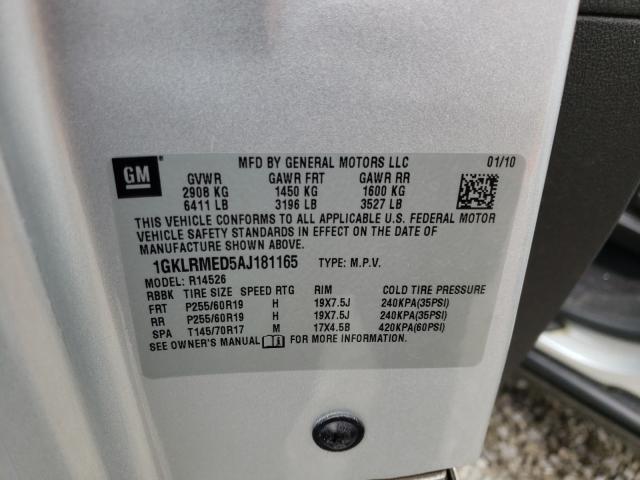 GM
MFD BY GENERAL MOTORS LLC 01/10
GVWR GAWR FRT GAWR RR
2908 KG 1450 KG 1600 KG
6411 LB 3196 LB 3527 LB
THIS VEHICLE CONFORMS TO ALL APPLICABLE U.S. FEDERAL MOTOR
VEHICLE SAFETY STANDARDS IN EFFECT ON THE DATE OF
MANUFACTURE SHOWN ABOVE.
1GKLRMED5AJ181165 TYPE: M.P.V.
MODEL: R14526
RBBK TIRE SIZE SPEED RTG RIM COLD TIRE PRESSURE
FRT P255/60R19 H 19X7.5J 240KPA(35PSI)
RR P255/60R19 H 19X7.5J 240KPA(35PSI)
SPA T145/70R17 M 17X4.5B 420KPA(60PSI)
SEE OWNER'S MANUAL FOR MORE INFORMATION.